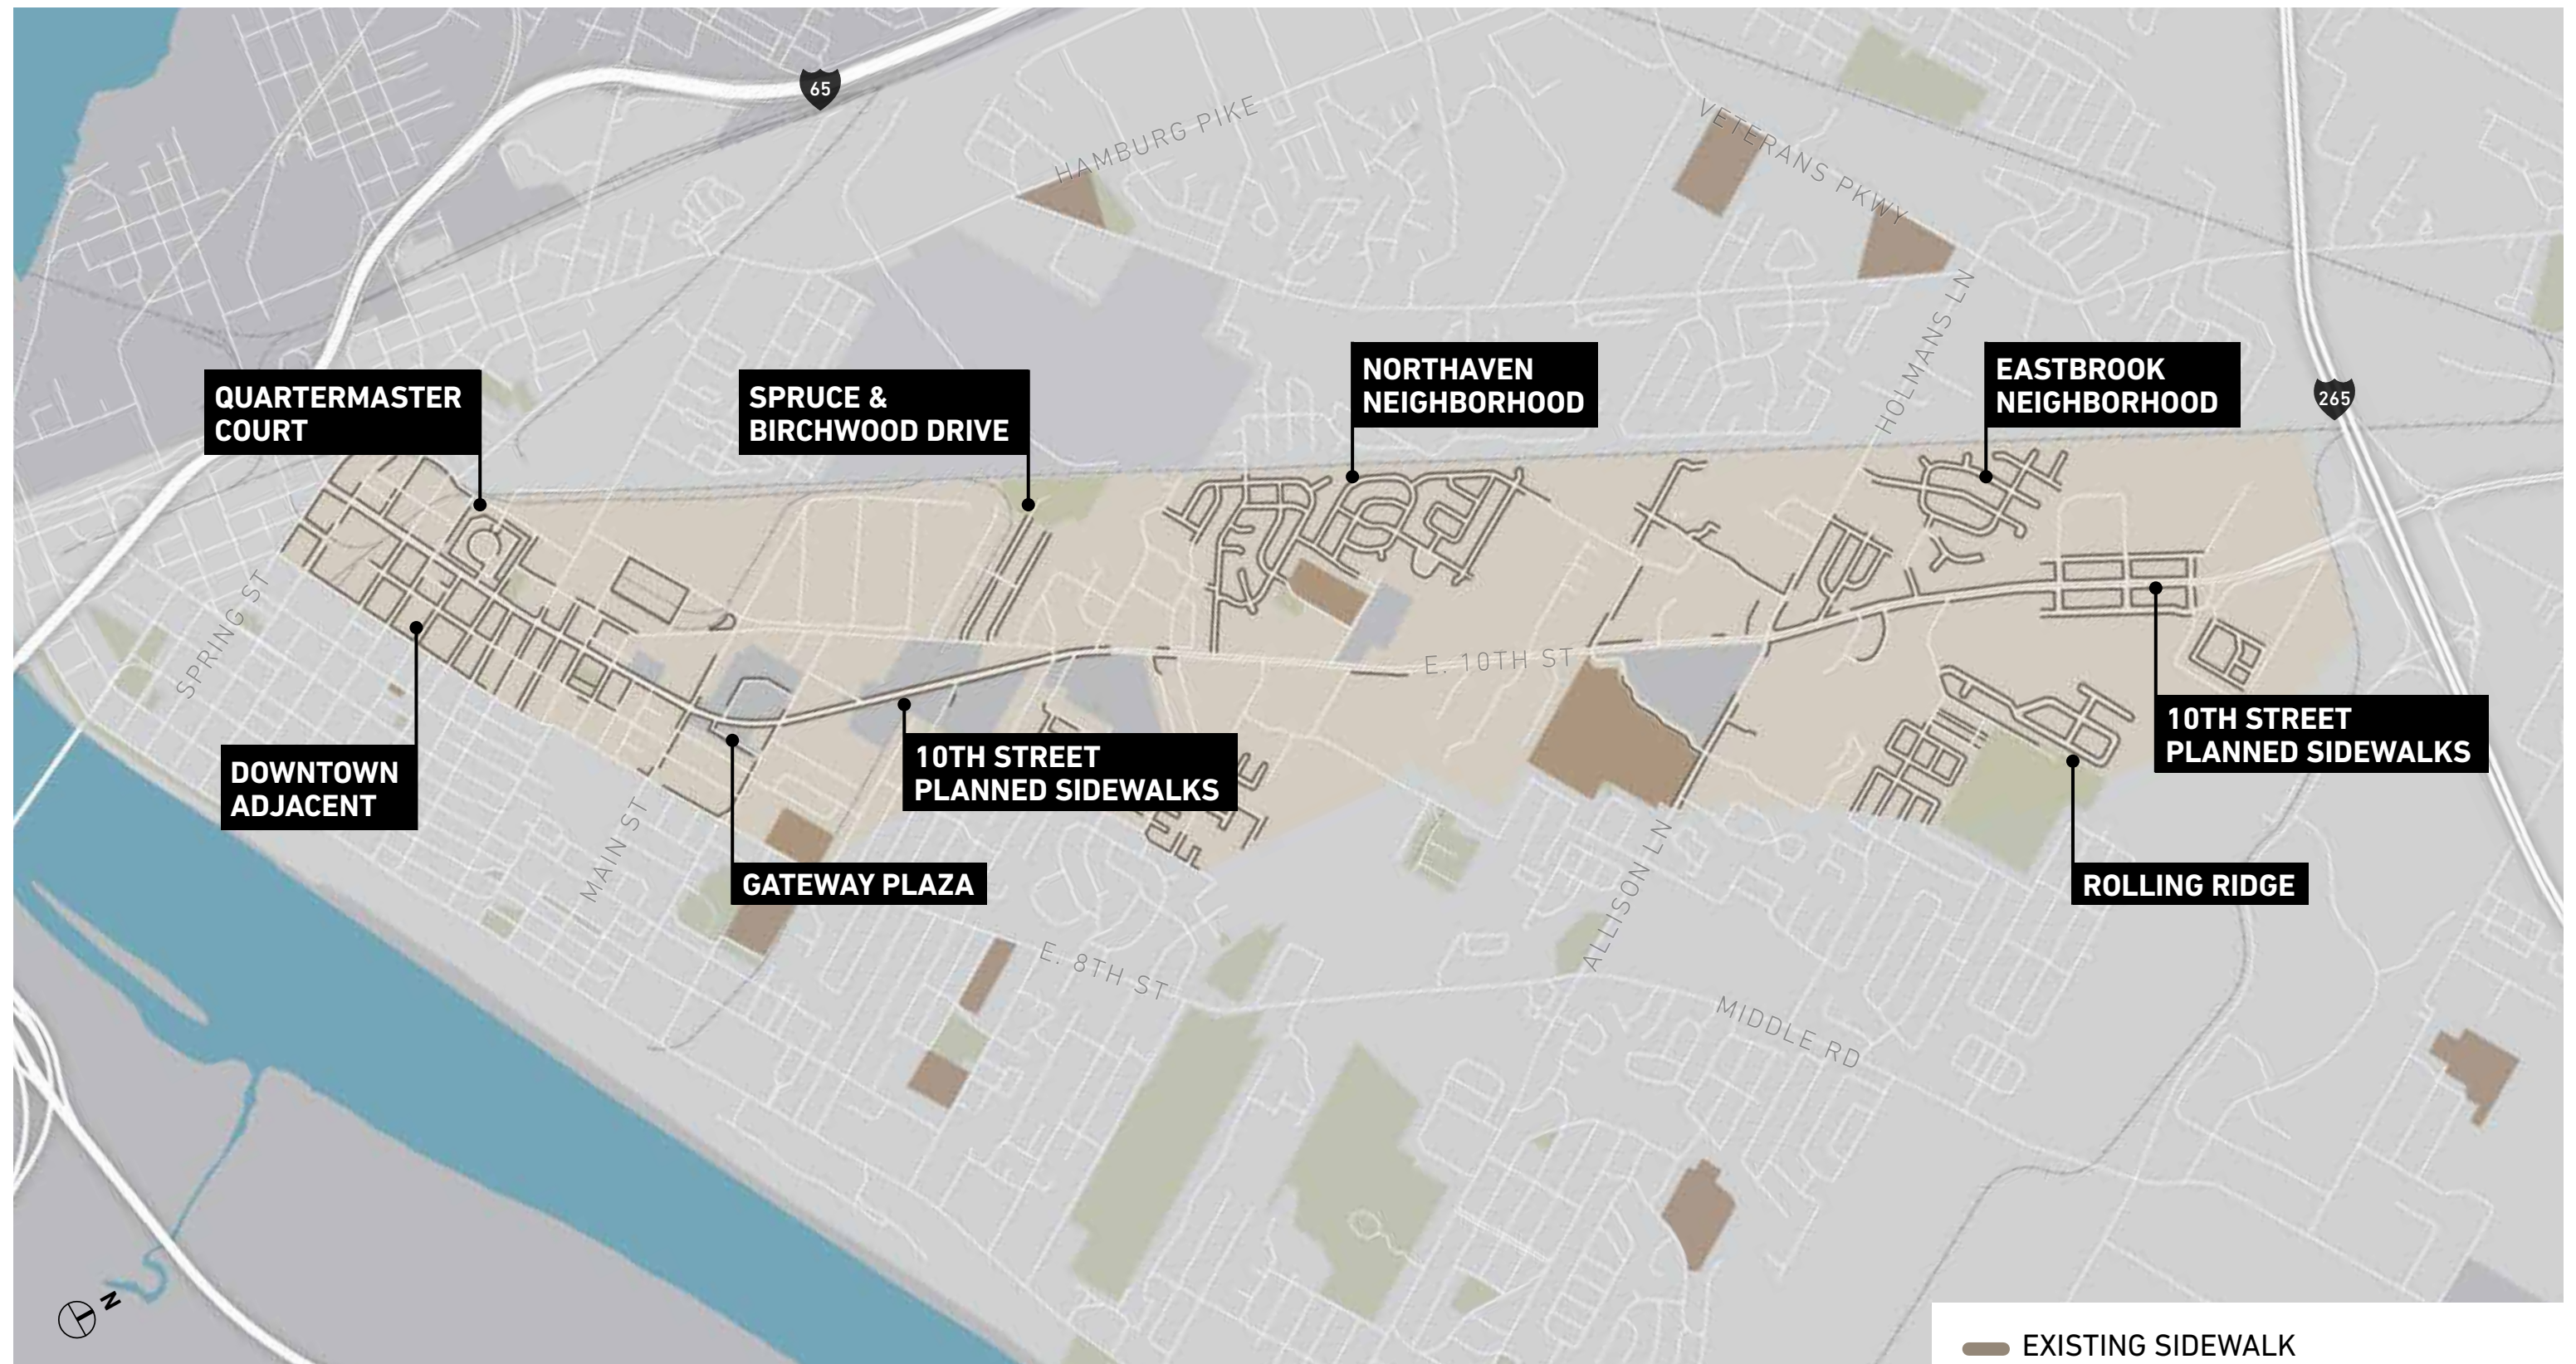 65
HAMBURG PIKE
VETERANS PKWY
HOLMANS LN
QUARTERMASTER
COURT
SPRUCE &
BIRCHWOOD DRIVE
NORTHAVEN
NEIGHBORHOOD
EASTBROOK
NEIGHBORHOOD
265
SPRING ST
E. 10TH ST
DOWNTOWN
ADJACENT
10TH STREET
PLANNED SIDEWALKS
10TH STREET
PLANNED SIDEWALKS
MAIN ST
GATEWAY PLAZA
ALLISON LN
ROLLING RIDGE
E. 8TH ST
MIDDLE RD
N
EXISTING SIDEWALK